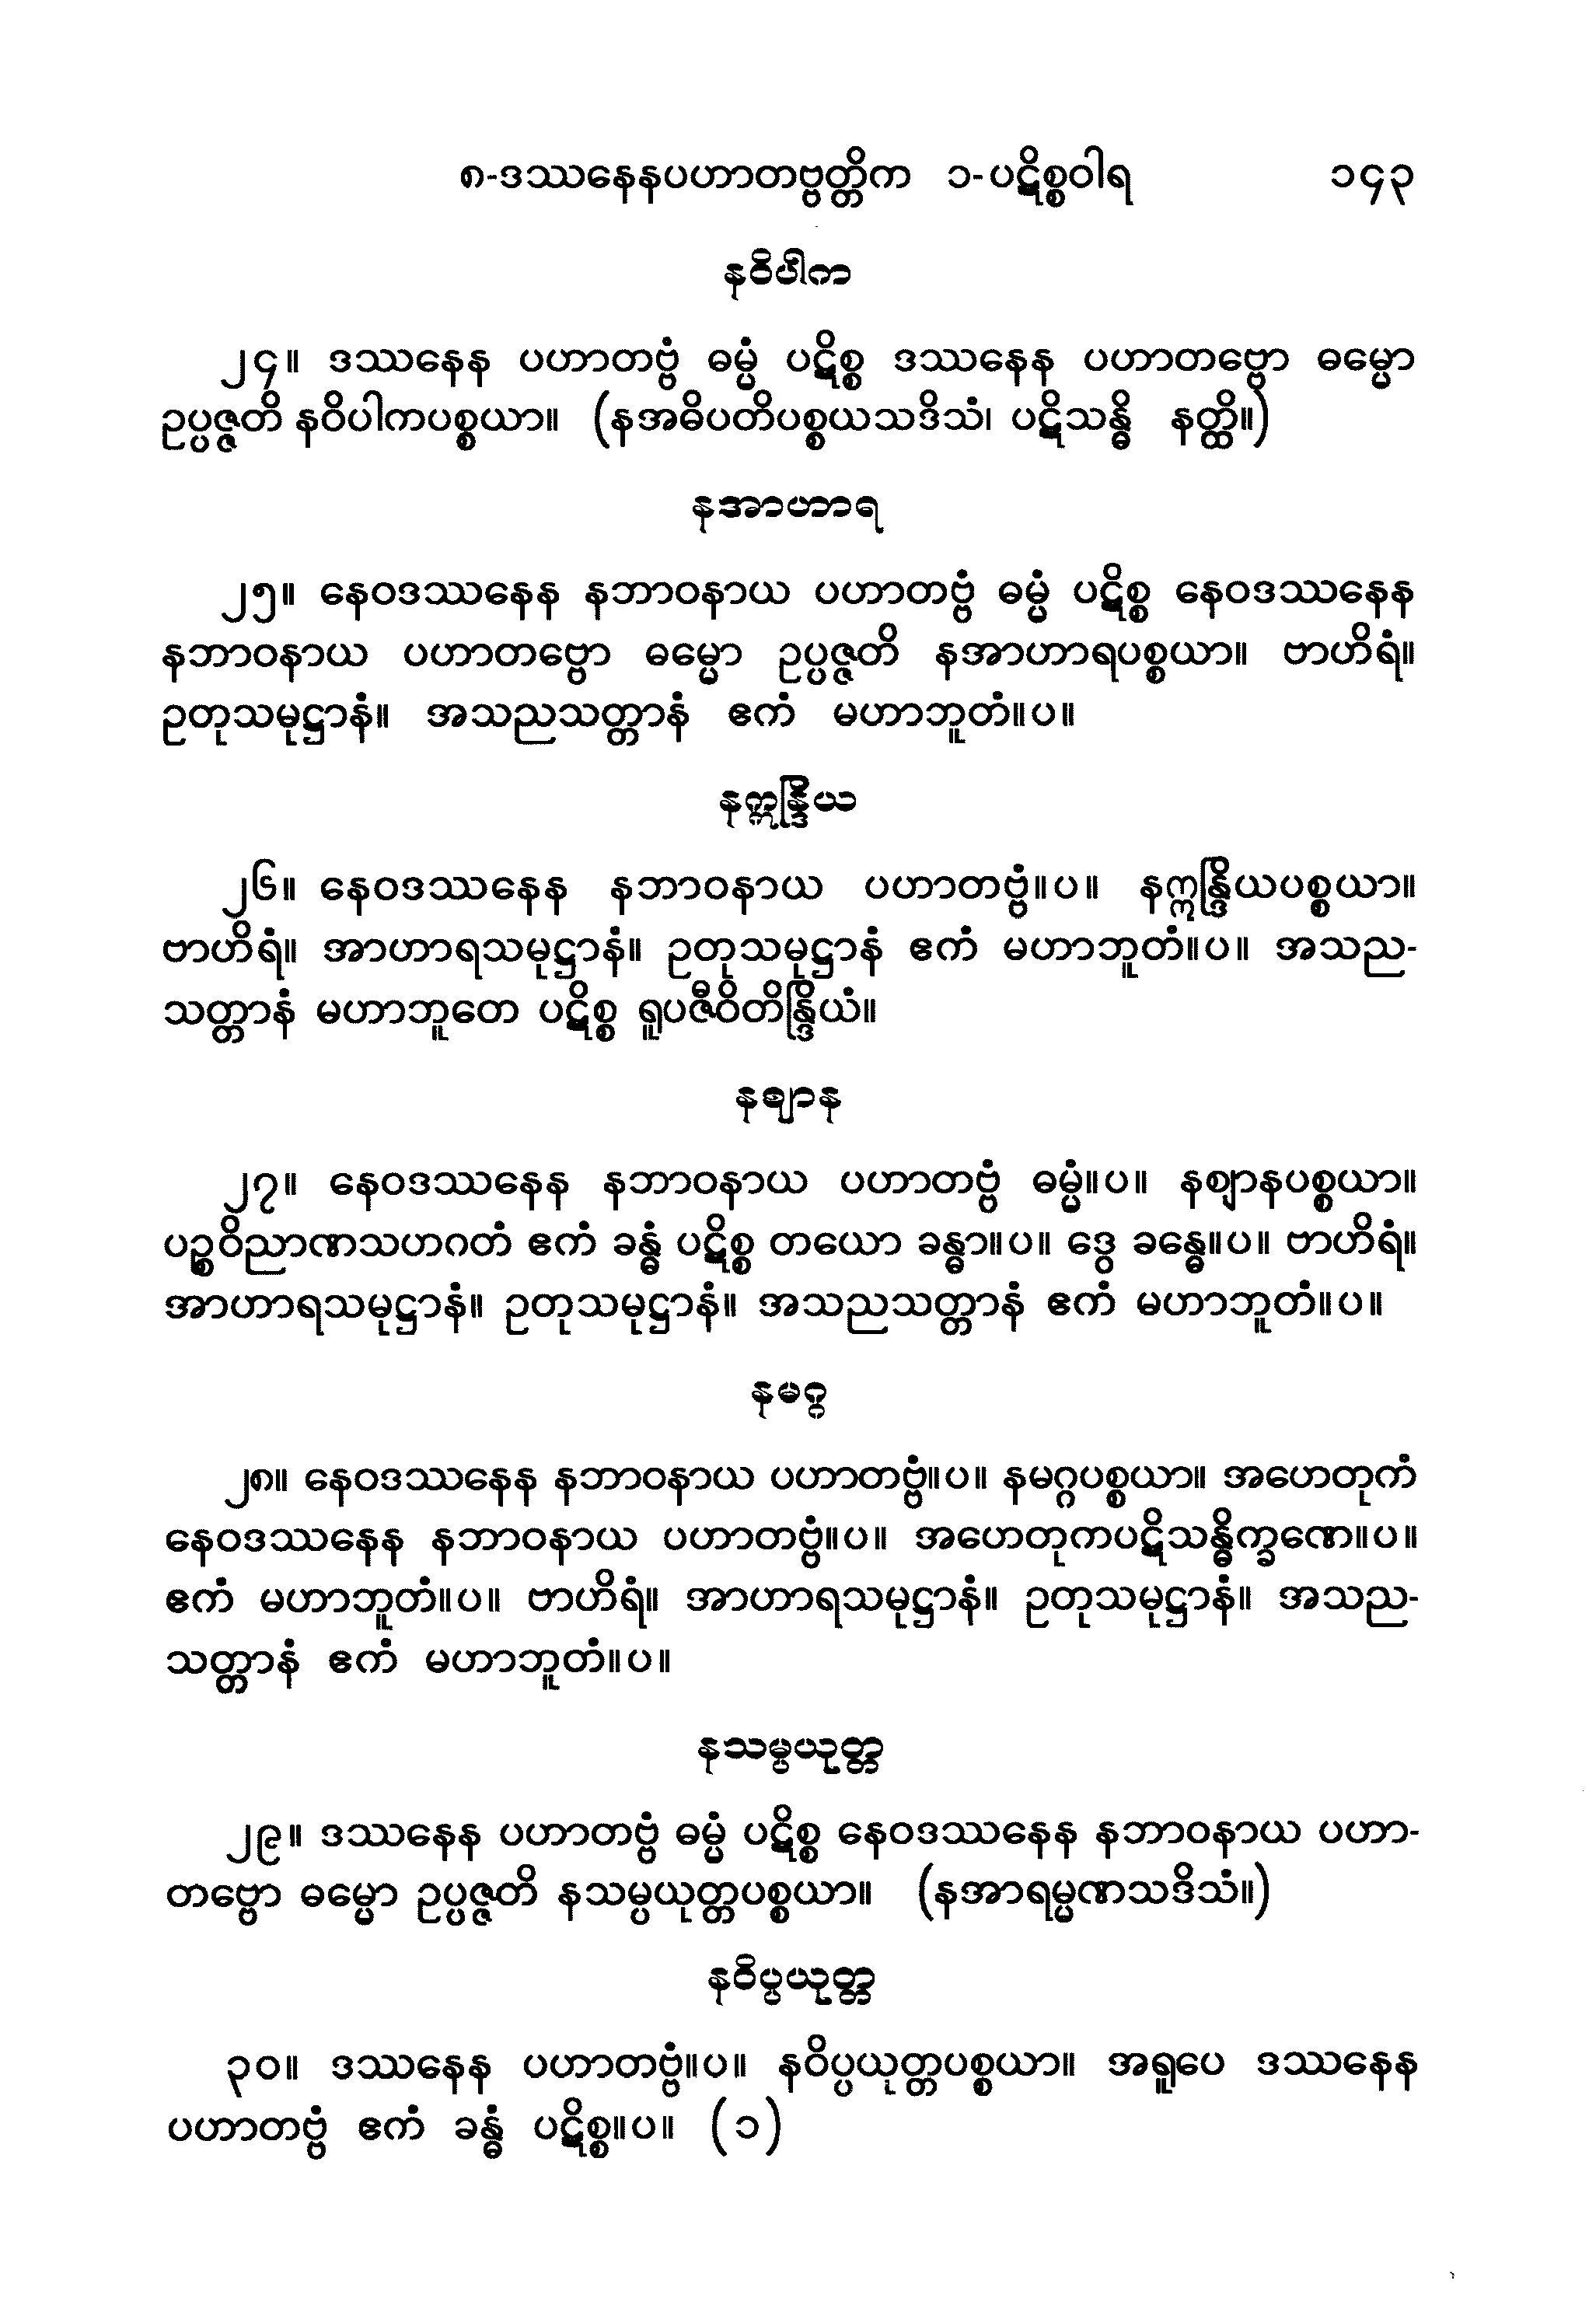 ၈-ဒဿနေနပဟာတဗ္ဗတ္တိက ၁-ပဋိစ္စဝါရ ၁၄၃
နဝိပါက
၂၄။ ဒဿနေန ပဟာတဗ္ဗံ ဓမ္မံ ပဋိစ္စ ဒဿနေန ပဟာတဗ္ဗော ဓမ္မော
ဥပ္ပဇ္ဇတိ နဝိပါကပစ္စယာ။ (နအဓိပတိပစ္စယသဒိသံ၊ ပဋိသန္ဓိ နတ္ထိ။)
နအာဟာရ
၂၅။ နေဝဒဿနေန နဘာဝနာယ ပဟာတဗ္ဗံ ဓမ္မံ ပဋိစ္စ နေဝဒဿနေန
နဘာဝနာယ ပဟာတဗ္ဗော ဓမ္မော ဥပ္ပဇ္ဇတိ နအာဟာရပစ္စယာ။ ဗာဟိရံ။
ဥတုသမုဋ္ဌာနံ။ အသညသတ္တာနံ ဧကံ မဟာဘူတံ။ပ။
နဣန္ဒြိယ
၂၆။ နေဝဒဿနေန နဘာဝနာယ ပဟာတဗ္ဗံ။ပ။ နဣန္ဒြိယပစ္စယာ။
ဗာဟိရံ။ အာဟာရသမုဋ္ဌာနံ။ ဥတုသမုဋ္ဌာနံ ဧကံ မဟာဘူတံ။ပ။ အသည-
သတ္တာနံ မဟာဘူတေ ပဋိစ္စ ရူပဇီဝိတိန္ဒြိယံ။
နဈာန
၂၇။ နေဝဒဿနေန နဘာဝနာယ ပဟာတဗ္ဗံ ဓမ္မံ။ပ။ နဈာနပစ္စယာ။
ပဉ္စဝိညာဏသဟဂတံ ဧကံ ခန္ဓံ ပဋိစ္စ တယော ခန္ဓာ။ပ။ ဒွေ ခန္ဓေ။ပ။ ဗာဟိရံ။
အာဟာရသမုဋ္ဌာနံ။ ဥတုသမုဋ္ဌာနံ။ အသညသတ္တာနံ ဧကံ မဟာဘူတံ။ပ။
နမဂ္ဂ
၂၈။ နေဝဒဿနေန နဘာဝနာယ ပဟာတဗ္ဗံ။ပ။ နမဂ္ဂပစ္စယာ။ အဟေတုကံ
နေဝဒဿနေန နဘာဝနာယ ပဟာတဗ္ဗံ။ပ။ အဟေတုကပဋိသန္ဓိက္ခဏေ။ပ။
ဧကံ မဟာဘူတံ။ပ။ ဗာဟိရံ။ အာဟာရသမုဋ္ဌာနံ။ ဥတုသမုဋ္ဌာနံ။ အသည-
သတ္တာနံ ဧကံ မဟာဘူတံ။ပ။
နသမ္ပယုတ္တ
၂၉။ ဒဿနေန ပဟာတဗ္ဗံ ဓမ္မံ ပဋိစ္စ နေဝဒဿနေန နဘာဝနာယ ပဟာ-
တဗ္ဗော ဓမ္မော ဥပ္ပဇ္ဇတိ နသမ္ပယုတ္တပစ္စယာ။ (နအာရမ္မဏသဒိသံ။)
နဝိပ္ပယုတ္တ
၃၀။ ဒဿနေန ပဟာတဗ္ဗံ။ပ။ နဝိပ္ပယုတ္တပစ္စယာ။ အရူပေ ဒဿနေန
ပဟာတဗ္ဗံ ဧကံ ခန္ဓံ ပဋိစ္စ။ပ။ (၁)